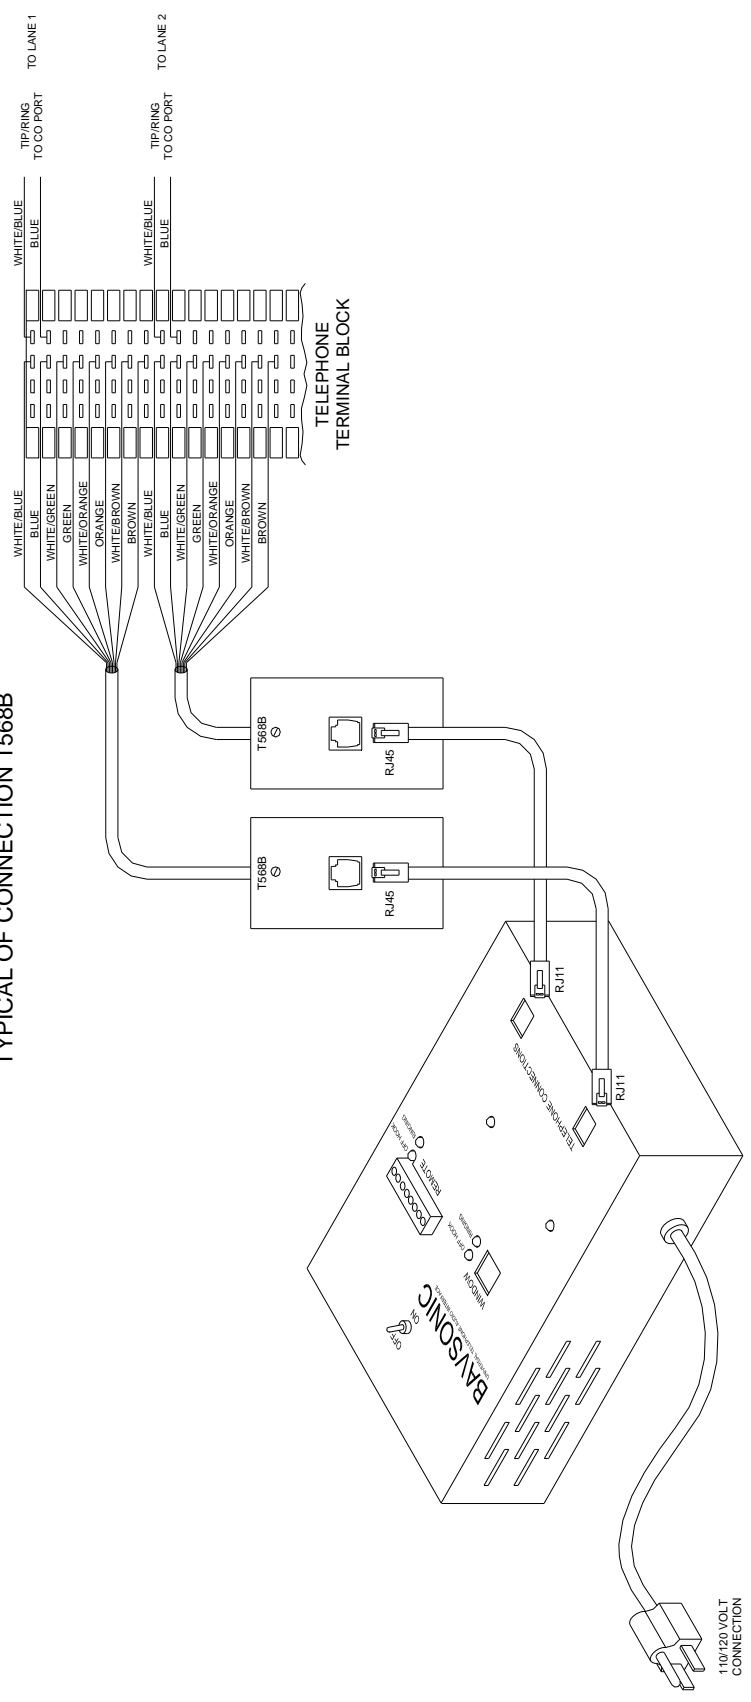 TYPICAL OF CONNECTION T568B
110/120 VOLT
CONNECTION
OFF
ON
BAVSONIC
UNIVERSAL TELEPHONE AUDIO INTERFACE
WINDOW
OFF HOOK
RINGING
REMOTE
OFF HOOK
RINGING
TELEPHONE CONNECTIONS
RJ11
RJ11
RJ45
T568B
RJ45
T568B
WHITE/BLUE
BLUE
WHITE/GREEN
GREEN
WHITE/ORANGE
ORANGE
WHITE/BROWN
BROWN
WHITE/BLUE
BLUE
WHITE/GREEN
GREEN
WHITE/ORANGE
ORANGE
WHITE/BROWN
BROWN
TELEPHONE
TERMINAL BLOCK
WHITE/BLUE
BLUE
TIP/RING
TO CO PORT
TO LANE 1
WHITE/BLUE
BLUE
TIP/RING
TO CO PORT
TO LANE 2